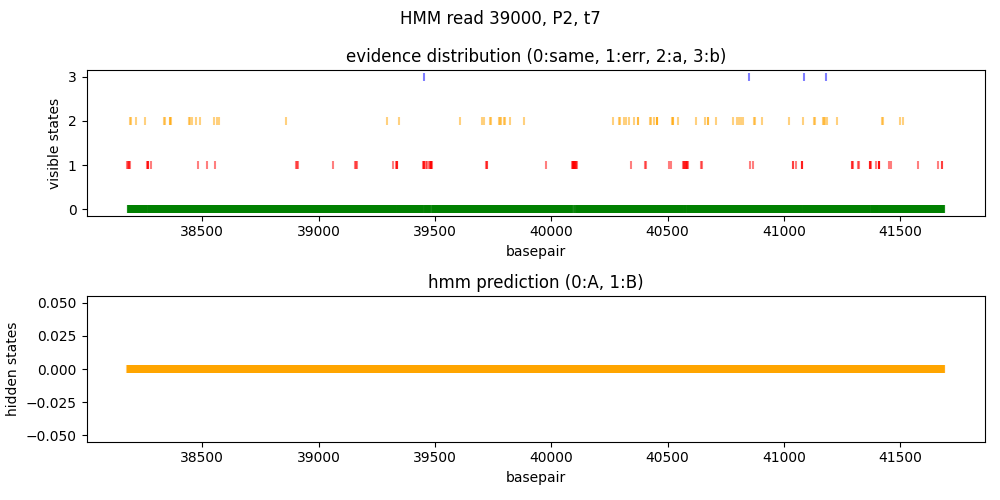 HMM read 39000, P2, t7
evidence distribution (0:same, 1:err, 2:a, 3:b)
visible states
3
2
1
0
38500 39000 39500 40000 40500 41000 41500
basepair
hmm prediction (0:A, 1:B)
hidden states
0.050
0.025
0.000
−0.025
−0.050
38500 39000 39500 40000 40500 41000 41500
basepair